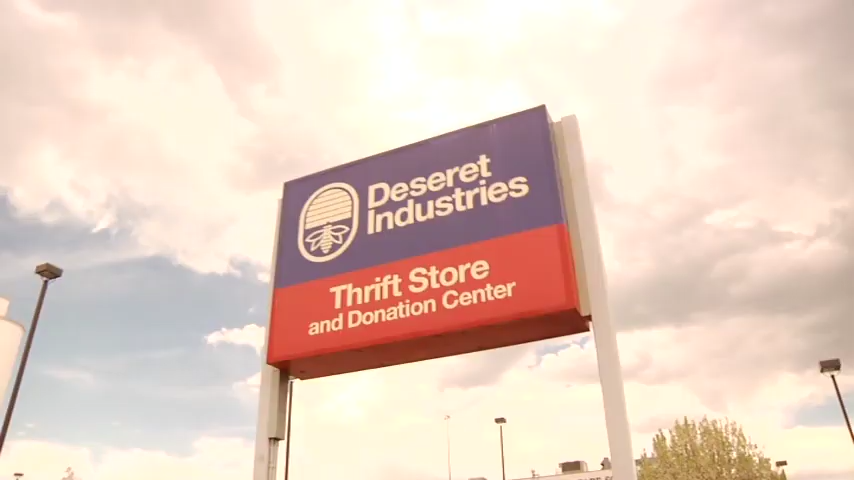 Deseret
Industries
Thrift Store
and Donation Center